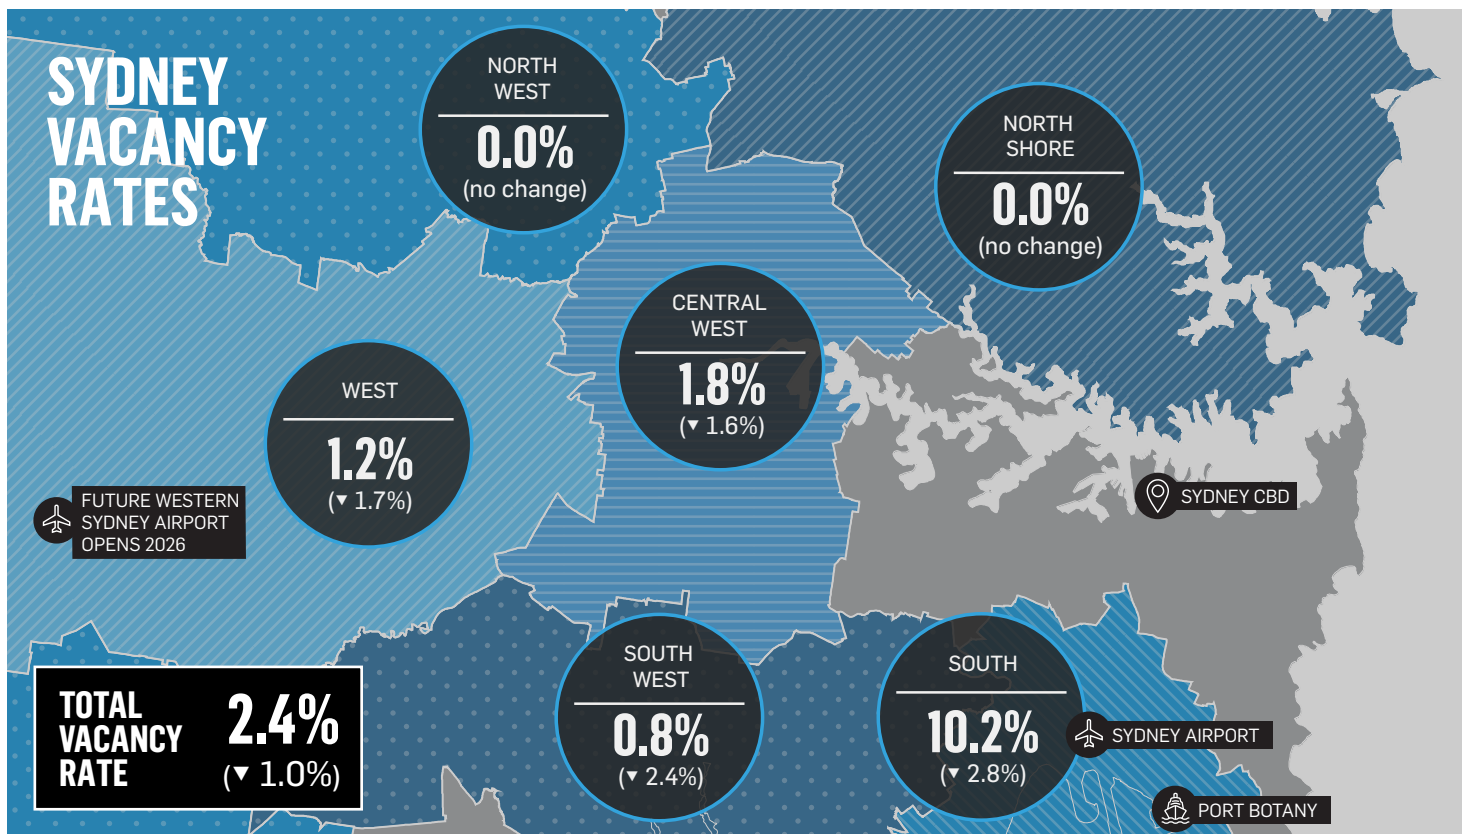 SYDNEY
VACANCY
RATES
NORTH
WEST
0.0%
(no change)
NORTH
SHORE
0.0%
(no change)
CENTRAL
WEST
1.8%
(▼ 1.6%)
WEST
1.2%
(▼ 1.7%)
FUTURE WESTERN
SYDNEY AIRPORT
OPENS 2026
SYDNEY CBD
SOUTH
WEST
0.8%
(▼ 2.4%)
SOUTH
10.2%
(▼ 2.8%)
SYDNEY AIRPORT
PORT BOTANY
TOTAL
VACANCY
RATE
2.4%
(▼ 1.0%)